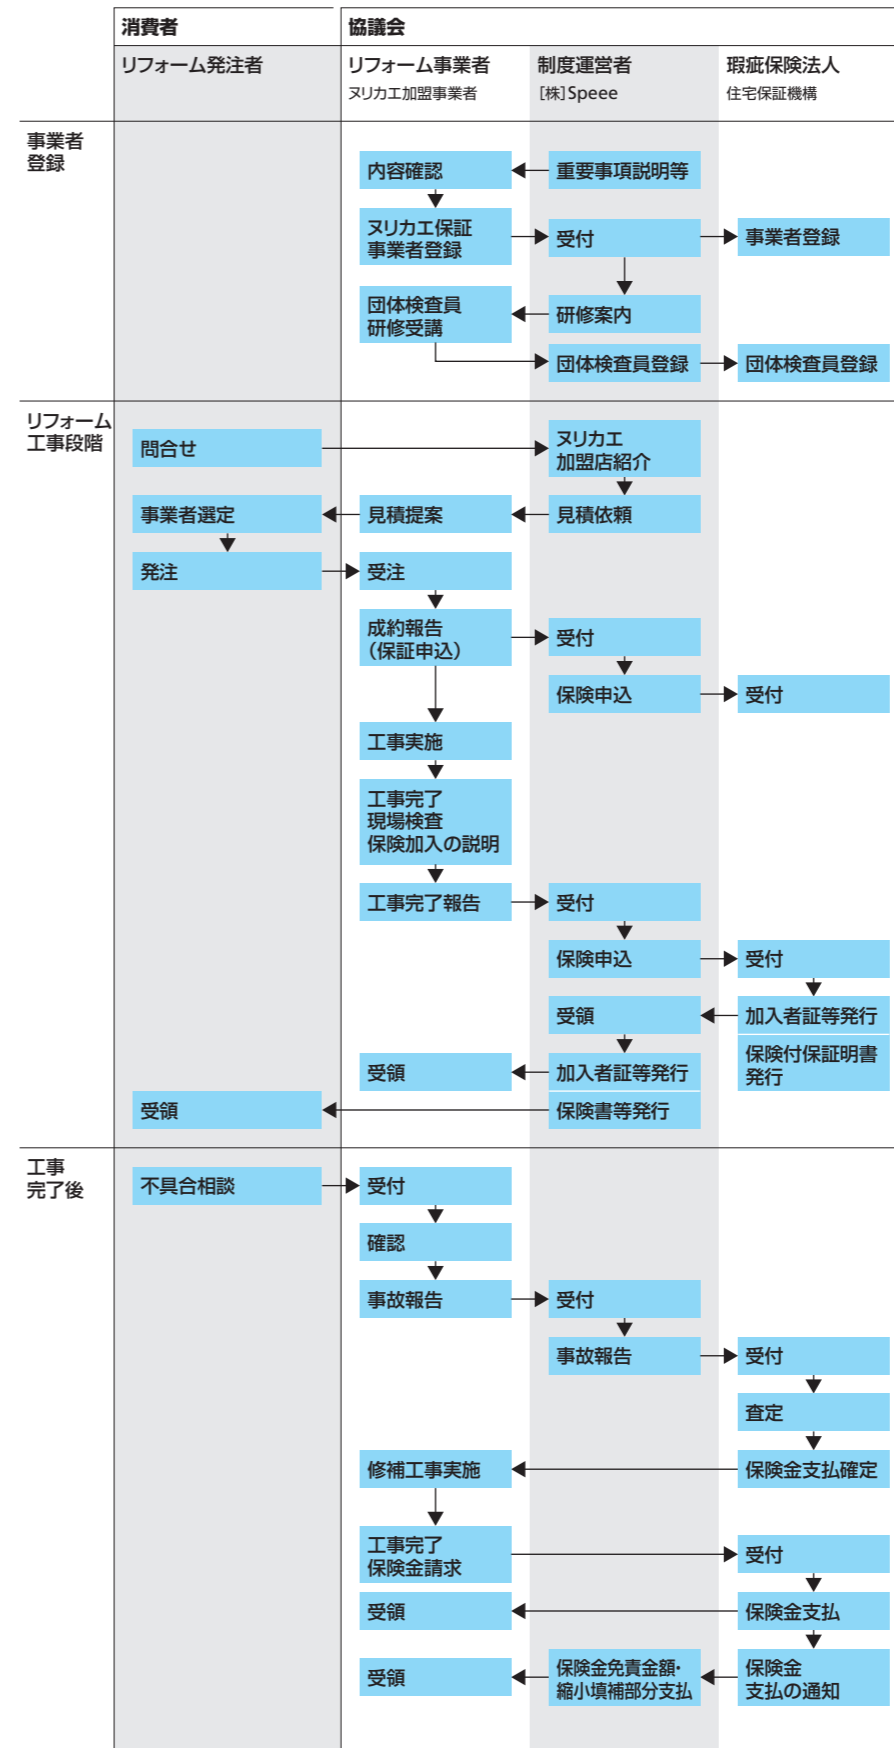 消費者
協議会
リフォーム発注者
リフォーム事業者
ヌリカエ加盟事業者
制度運営者
[株]Speee
瑕疵保険法人
住宅保証機構
事業者
登録
内容確認
重要事項説明等
ヌリカエ保証
事業者登録
受付
事業者登録
団体検査員
研修受講
研修案内
団体検査員登録
団体検査員登録
リフォーム
工事段階
問合せ
ヌリカエ
加盟店紹介
事業者選定
見積提案
見積依頼
発注
受注
成約報告
（保証申込）
受付
保険申込
受付
工事実施
工事完了
現場検査
保険加入の説明
工事完了報告
受付
保険申込
受付
受領
加入者証等発行
保険付保証明書
発行
受領
加入者証等発行
受領
保険書等発行
工事
完了後
不具合相談
受付
確認
事故報告
受付
事故報告
受付
査定
修補工事実施
保険金支払確定
工事完了
保険金請求
受付
受領
保険金支払
受領
保険金免責金額・
縮小填補部分支払
保険金
支払の通知